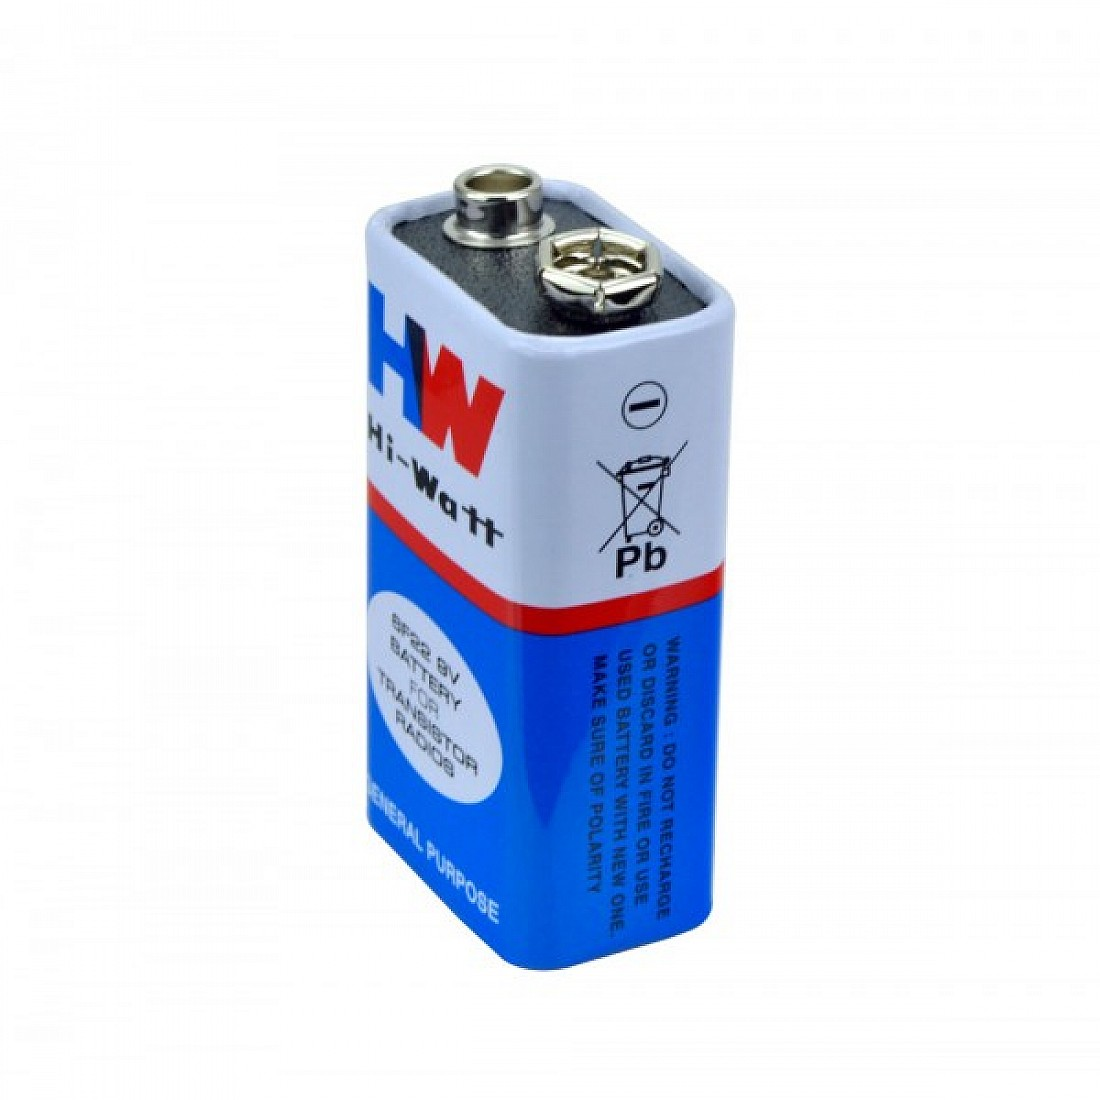 HW
Hi-Watt
6F22 9V
BATTERY
FOR
TRANSISTOR
RADIOS
GENERAL PURPOSE
Pb
WARNING : DO NOT RECHARGE
OR DISCARD IN FIRE OR USE
USED BATTERY WITH NEW ONE.
MAKE SURE OF POLARITY